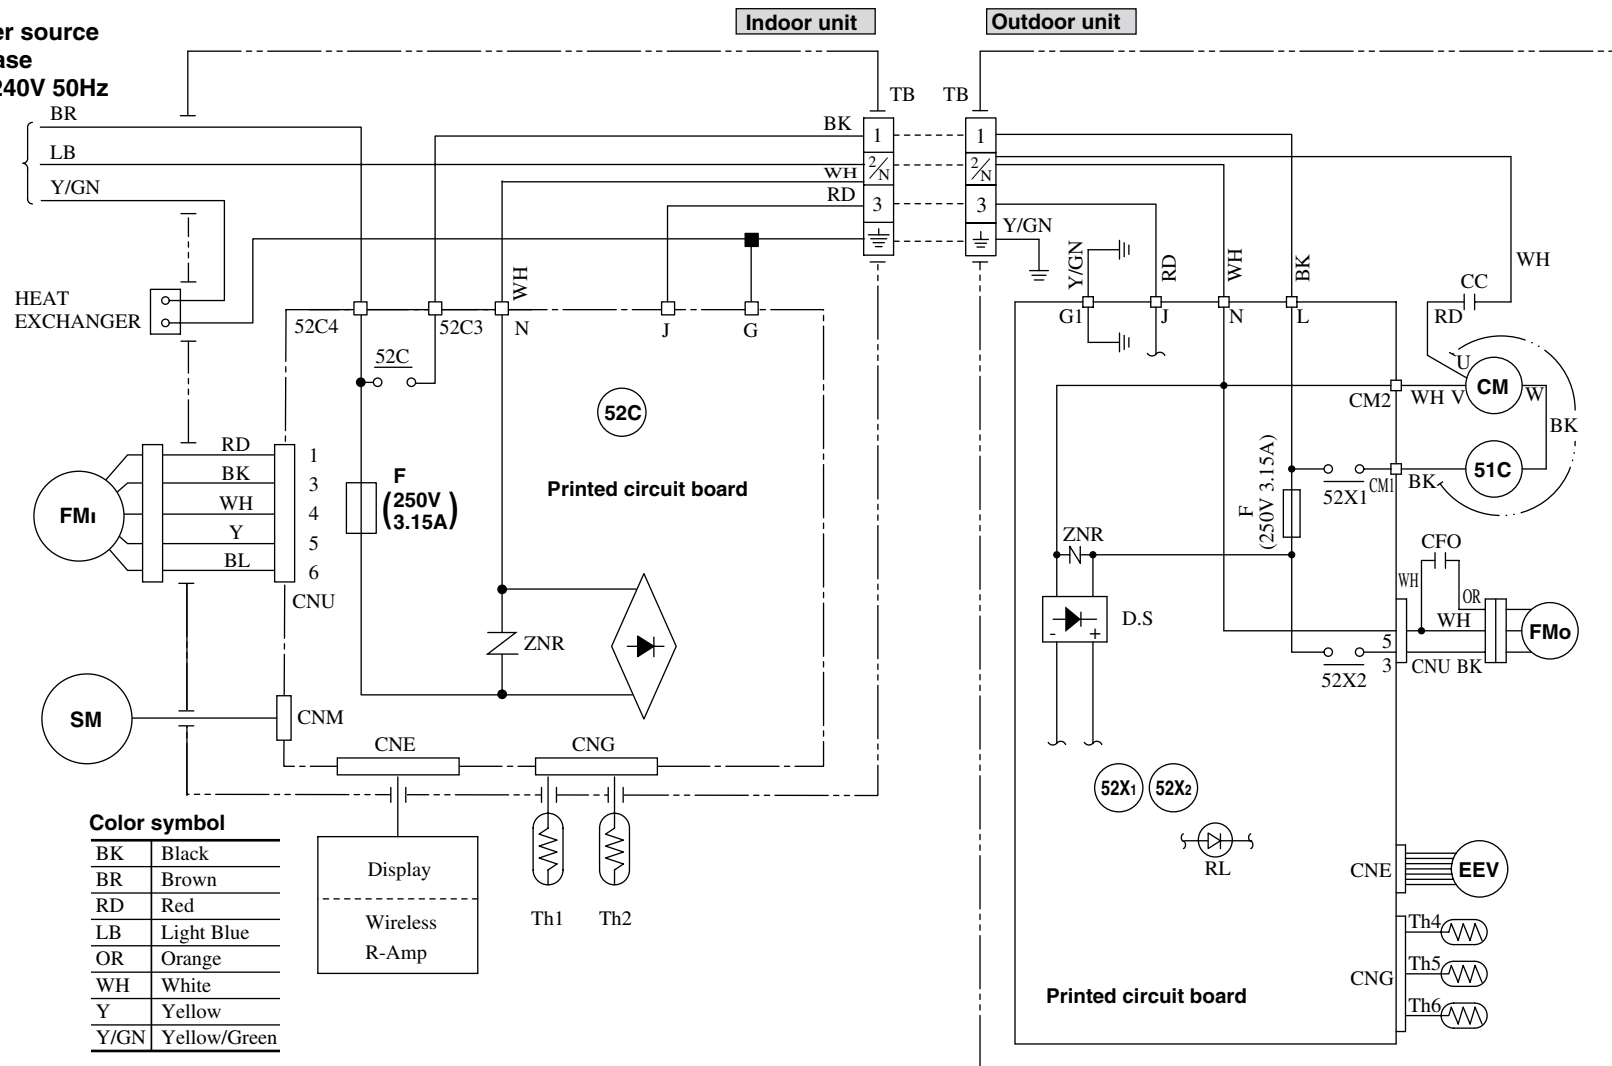 Indoor unit
Outdoor unit
er source
ase
240V 50Hz
BR
LB
Y/GN
TB
TB
BK
WH
RD
1
2/N
3
1
2/N
3
Y/GN
HEAT
EXCHANGER
52C4
52C3
WH
N
J
G
52C
52C
F
(250V
3.15A)
Printed circuit board
FMI
RD
BK
WH
Y
BL
1
3
4
5
6
CNU
ZNR
SM
CNM
CNE
CNG
Display
Wireless
R-Amp
Th1
Th2
Color symbol
BK Black
BR Brown
RD Red
LB Light Blue
OR Orange
WH White
Y Yellow
Y/GN Yellow/Green
Y/GN
RD
WH
BK
G1
J
N
L
WH
CC
RD
U
CM
CM2
WH V
W
BK
51C
F
(250V 3.15A)
52X1
CM1
BK
ZNR
D.S
-
+
CFO
WH
OR
WH
FMo
5
3
CNU BK
52X2
52X1
52X2
RL
CNE
EEV
CNG
Th4
Th5
Th6
Printed circuit board